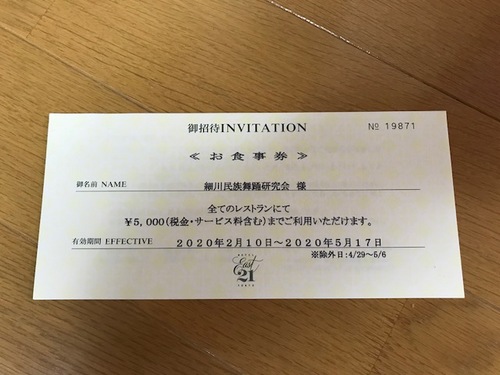 御招待INVITATION
№ 19871
≪お食事券≫
御名前 NAME 細川民族舞踊研究会 様
全てのレストランにて
￥5,000(税金・サービス料含む)までご利用いただけます。
有効期間 EFFECTIVE 2020年2月10日～2020年5月17日
※除外日:4/29～5/6
HOTEL
East
21
TOKYO